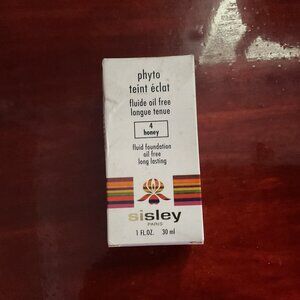 phyto
teint éclat
fluide oil free
longue tenue
4
honey
fluid foundation
oil free
long lasting
sisley
PARIS
1 FL.OZ. 30 ml